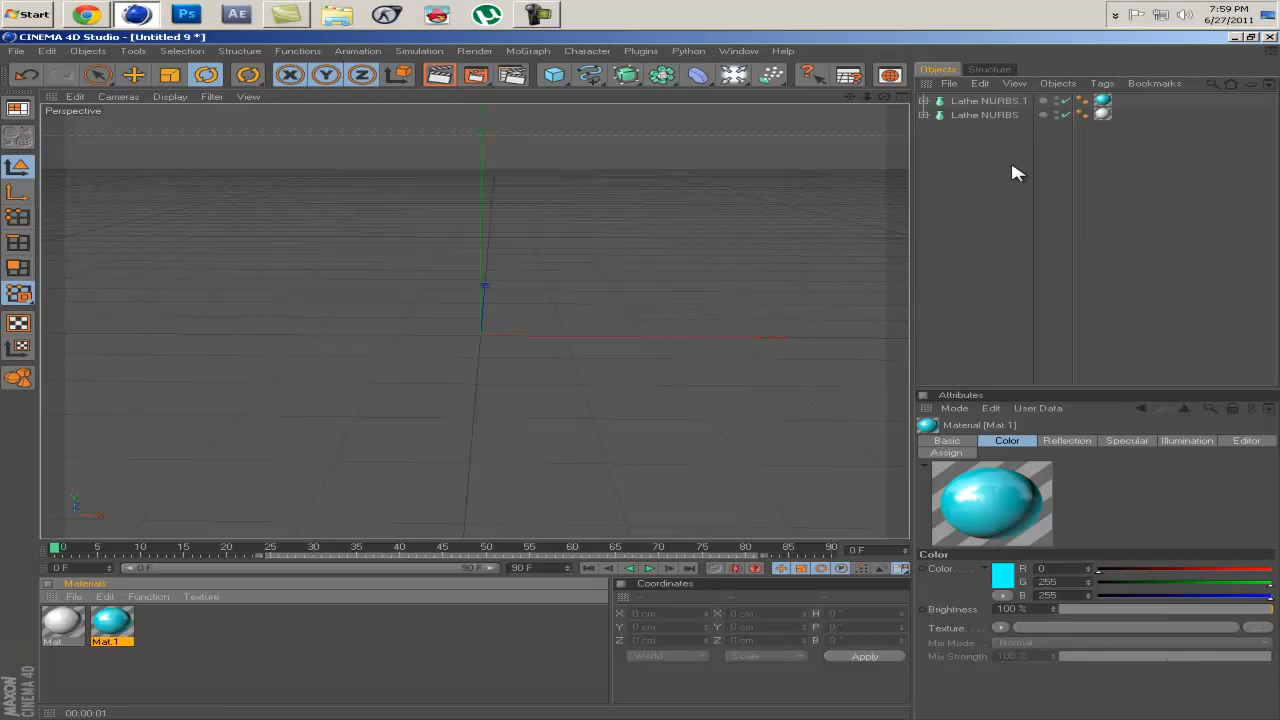 Start
7:59 PM
6/27/2011
CINEMA 4D Studio - [Untitled 9 *]
File Edit Objects Tools Selection Structure Functions Animation Simulation Render MoGraph Character Plugins Python Window Help
Objects Structure
Edit Cameras Display Filter View
File Edit View Objects Tags Bookmarks
Perspective
Lathe NURBS.1
Lathe NURBS
Attributes
Mode Edit User Data
Material [Mat.1]
Basic Color Reflection Specular Illumination Editor
Assign
Color
Color R 0
G 255
B 255
Brightness 100 %
Texture
Mix Mode Normal
Mix Strength 100 %
0 5 10 15 20 25 30 35 40 45 50 55 60 65 70 75 80 85 90 0 F
0 F 0 F 90 F 90 F
Materials
Coordinates
File Edit Function Texture
Mat
Mat.1
X 0 cm X 0 cm H 0 °
Y 0 cm Y 0 cm P 0 °
Z 0 cm Z 0 cm B 0 °
World Scale Apply
MAXON CINEMA 4D
00:00:01